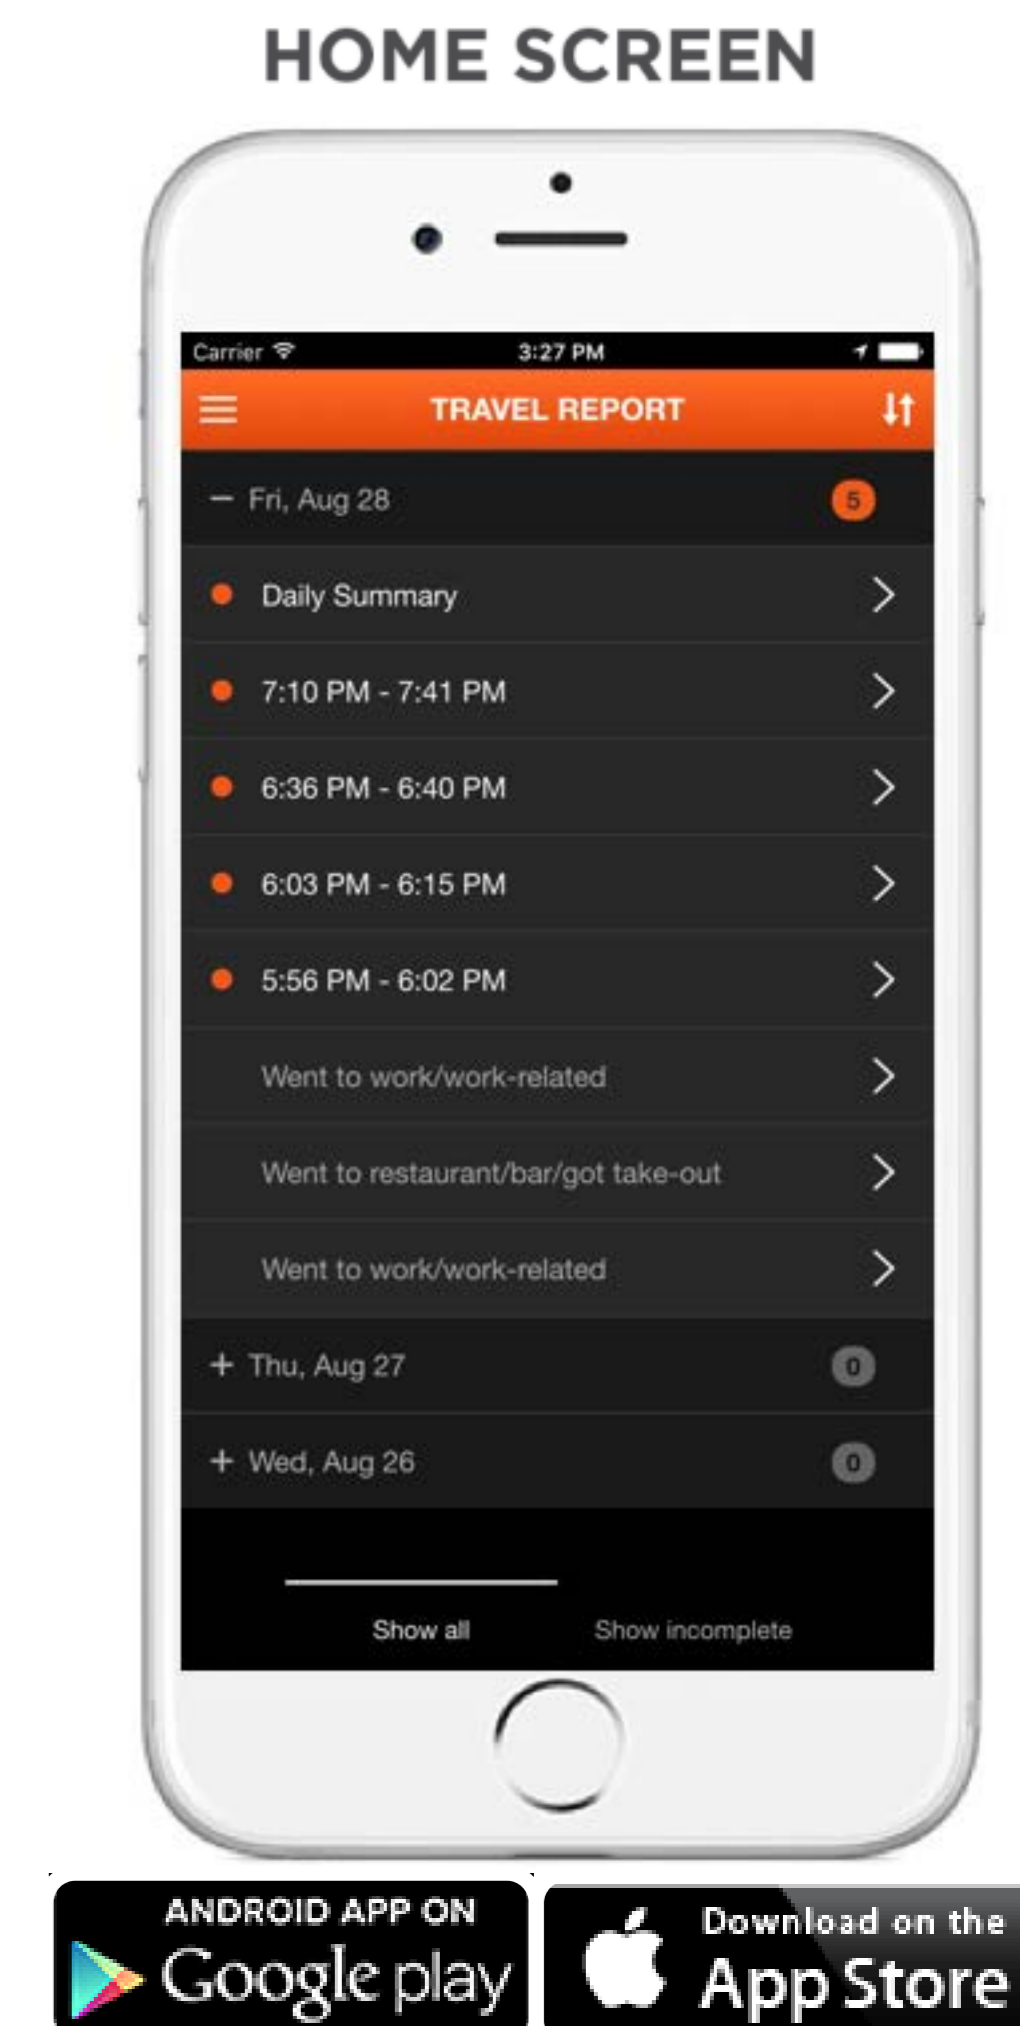 HOME SCREEN
Carrier 3:27 PM
TRAVEL REPORT
− Fri, Aug 28 5
Daily Summary
7:10 PM - 7:41 PM
6:36 PM - 6:40 PM
6:03 PM - 6:15 PM
5:56 PM - 6:02 PM
Went to work/work-related
Went to restaurant/bar/got take-out
Went to work/work-related
+ Thu, Aug 27 0
+ Wed, Aug 26 0
Show all Show incomplete
ANDROID APP ON
Google play
Download on the
App Store